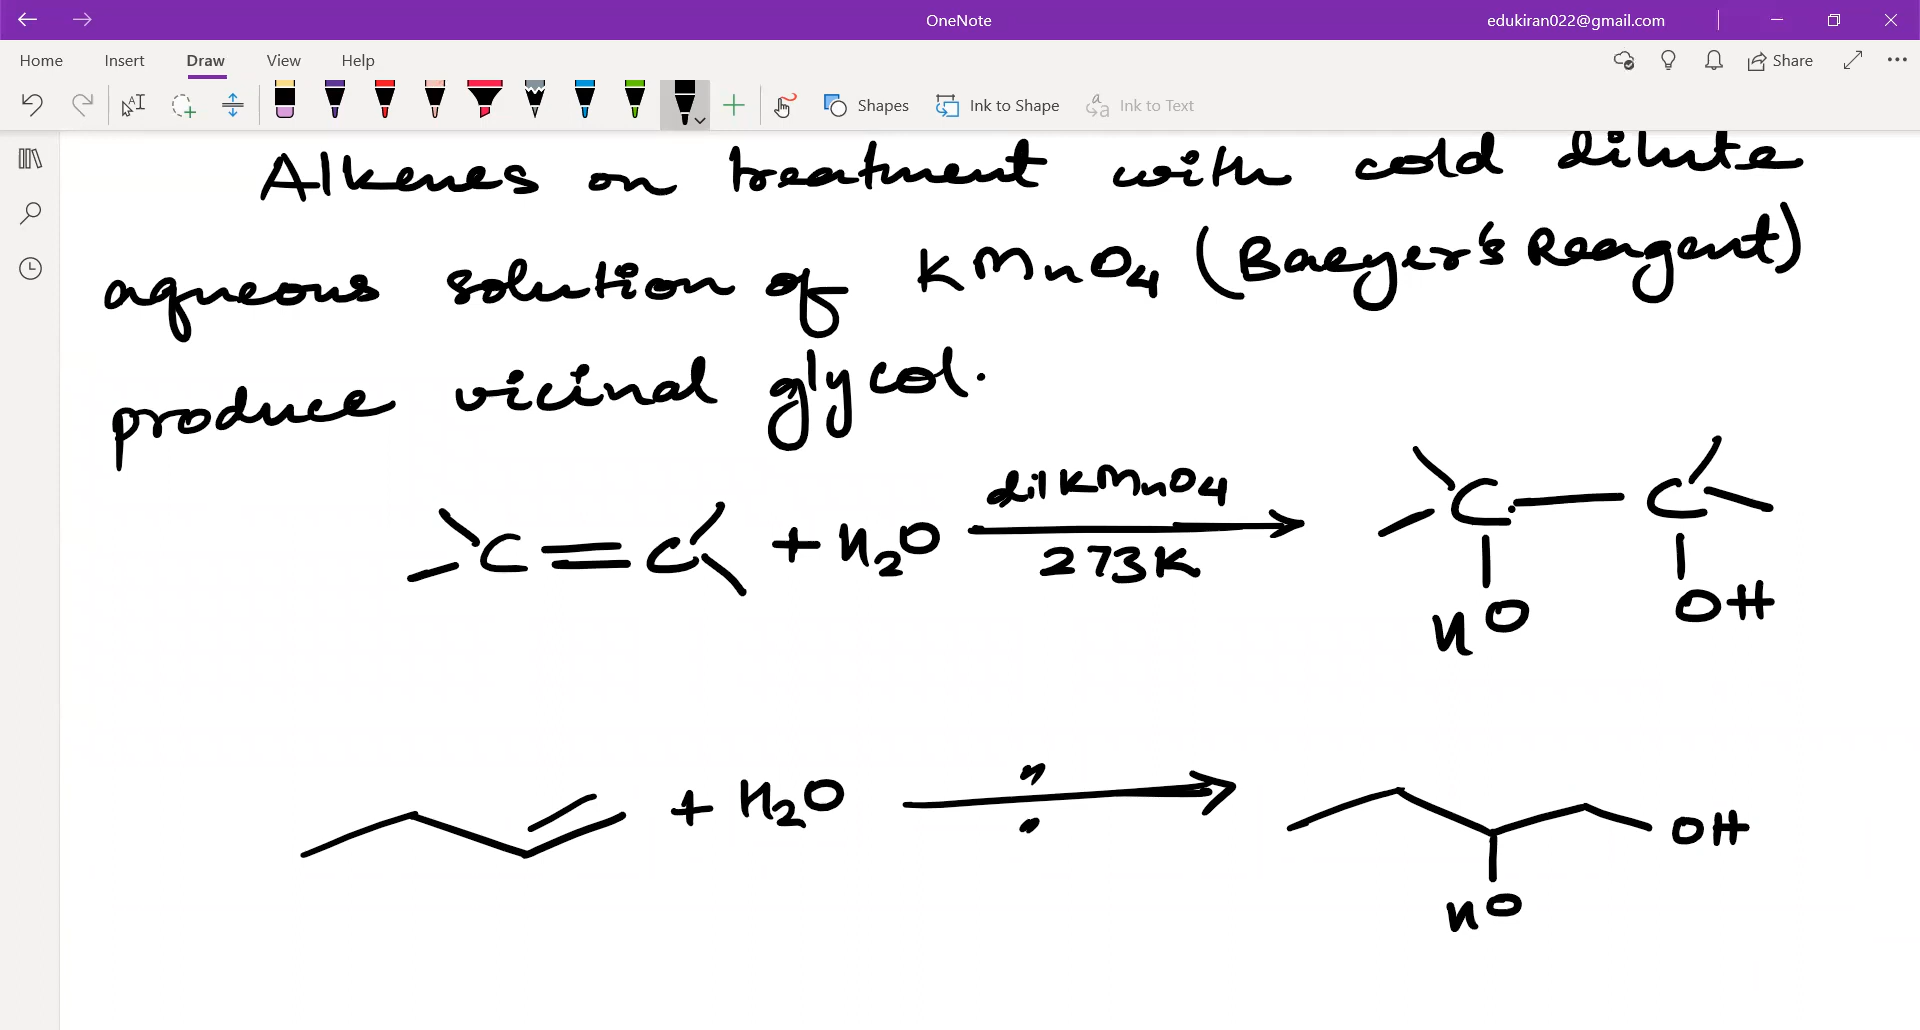 OneNote
edukiran022@gmail.com
Home Insert Draw View Help
Share
Shapes Ink to Shape Ink to Text
Alkenes on treatment with cold dilute
aqueous solution of KMnO4 (Baeyer's Reagent)
produce vicinal glycol.
dil KMnO4
C = C + H2O → C — C
273K
HO OH
+ H2O → OH
" "
HO